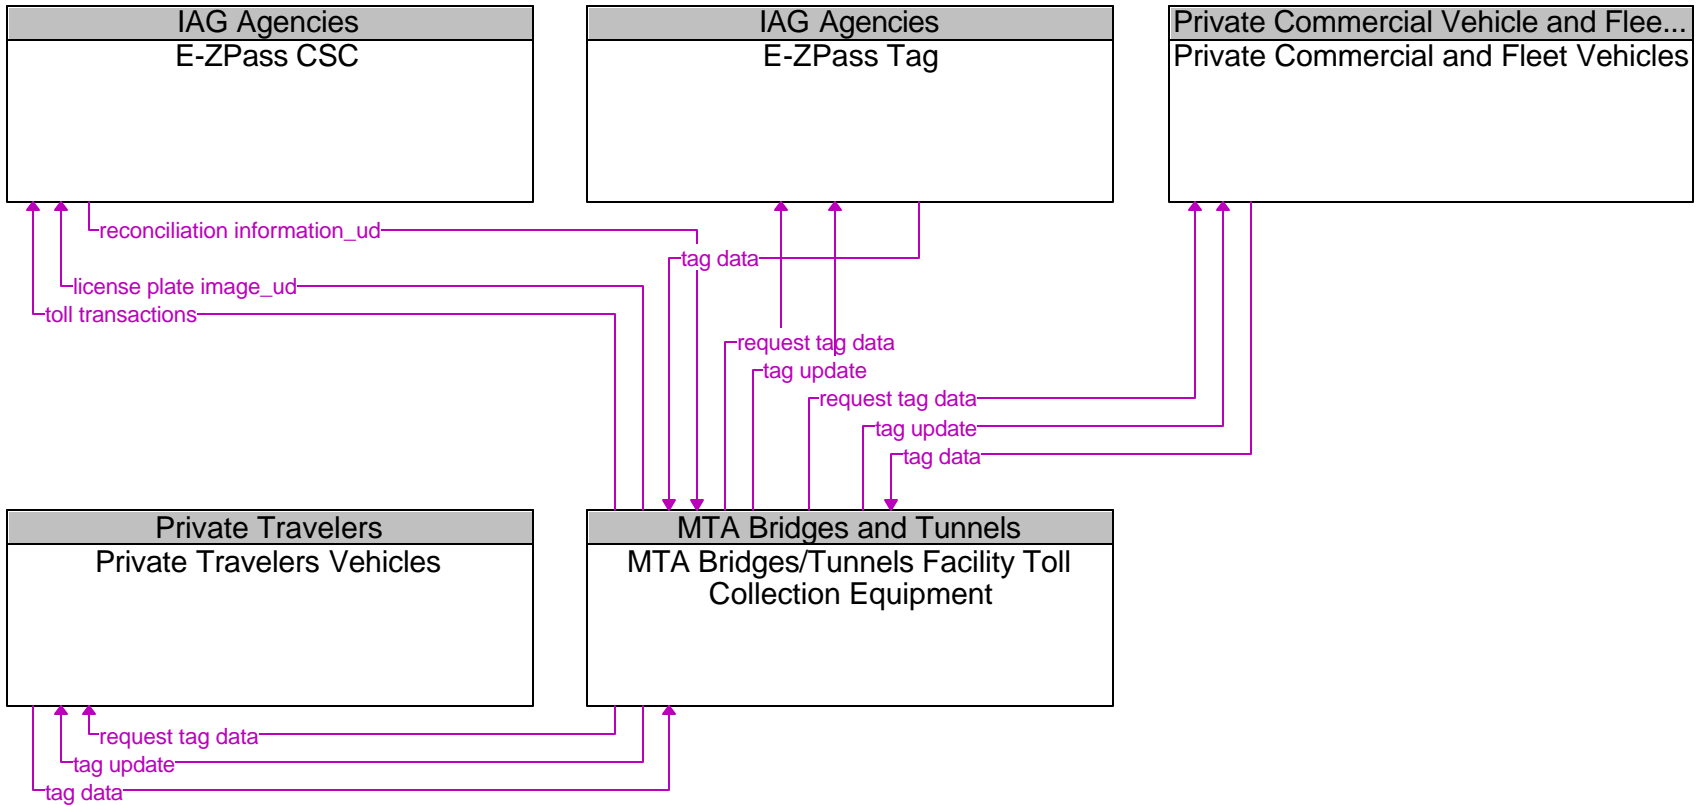 IAG Agencies
E-ZPass CSC
IAG Agencies
E-ZPass Tag
Private Commercial Vehicle and Flee...
Private Commercial and Fleet Vehicles
reconciliation information_ud
tag data
license plate image_ud
toll transactions
request tag data
tag update
request tag data
tag update
tag data
Private Travelers
Private Travelers Vehicles
MTA Bridges and Tunnels
MTA Bridges/Tunnels Facility Toll
Collection Equipment
request tag data
tag update
tag data